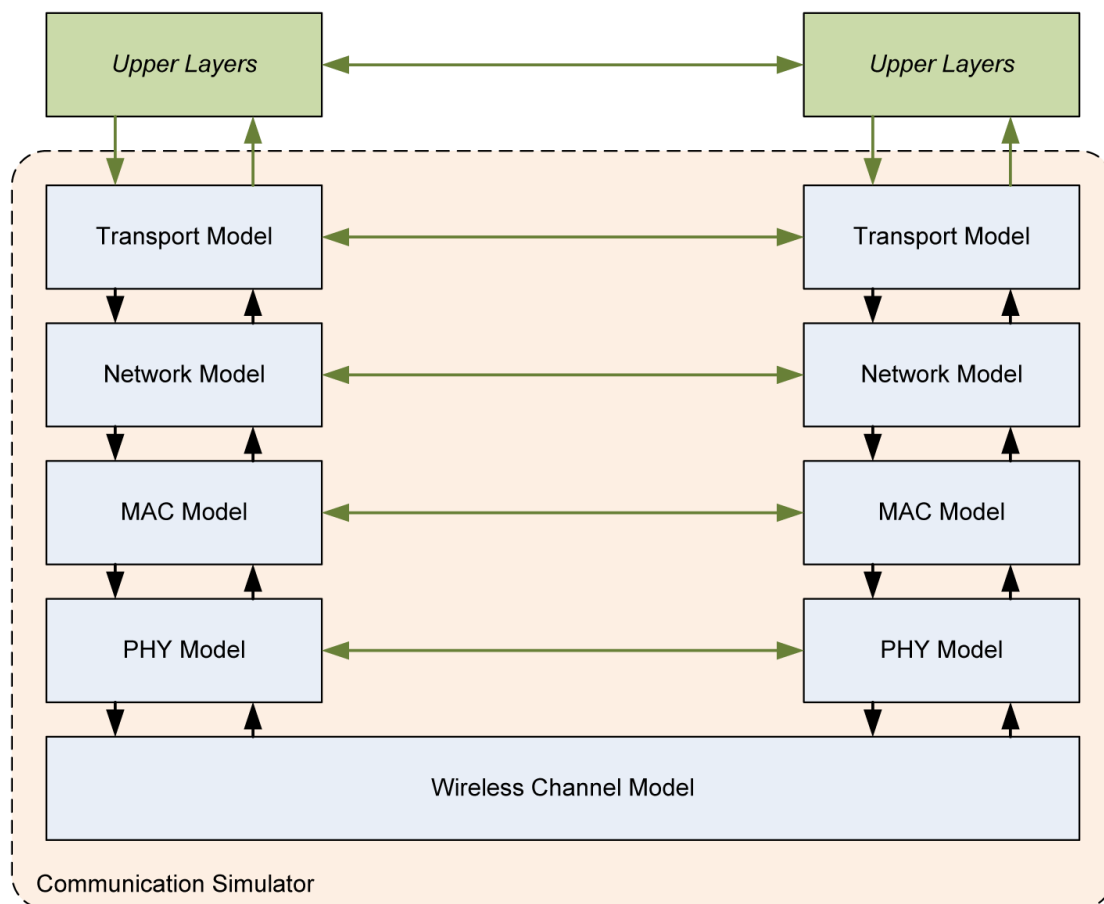 Upper Layers
Upper Layers
Transport Model
Transport Model
Network Model
Network Model
MAC Model
MAC Model
PHY Model
PHY Model
Wireless Channel Model
Communication Simulator